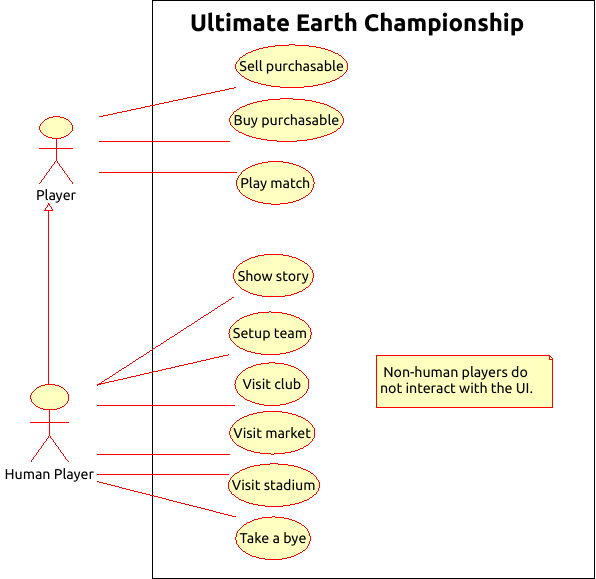 Ultimate Earth Championship
Sell purchasable
Buy purchasable
Play match
Player
Show story
Setup team
Visit club
Visit market
Visit stadium
Take a bye
Human Player
Non-human players do
not interact with the UI.